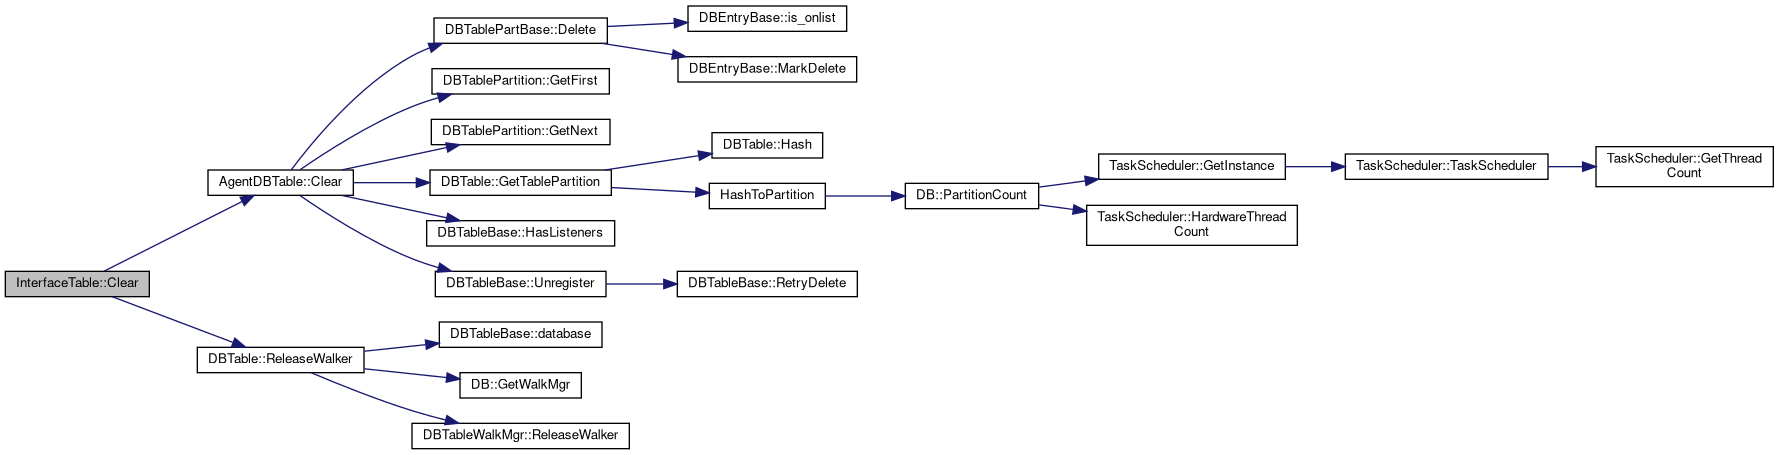 DBTablePartBase::Delete
DBEntryBase::is_onlist
DBEntryBase::MarkDelete
DBTablePartition::GetFirst
DBTablePartition::GetNext
DBTable::Hash
TaskScheduler::GetInstance
TaskScheduler::TaskScheduler
TaskScheduler::GetThread
Count
AgentDBTable::Clear
DBTable::GetTablePartition
HashToPartition
DB::PartitionCount
TaskScheduler::HardwareThread
Count
DBTableBase::HasListeners
InterfaceTable::Clear
DBTableBase::Unregister
DBTableBase::RetryDelete
DBTableBase::database
DBTable::ReleaseWalker
DB::GetWalkMgr
DBTableWalkMgr::ReleaseWalker